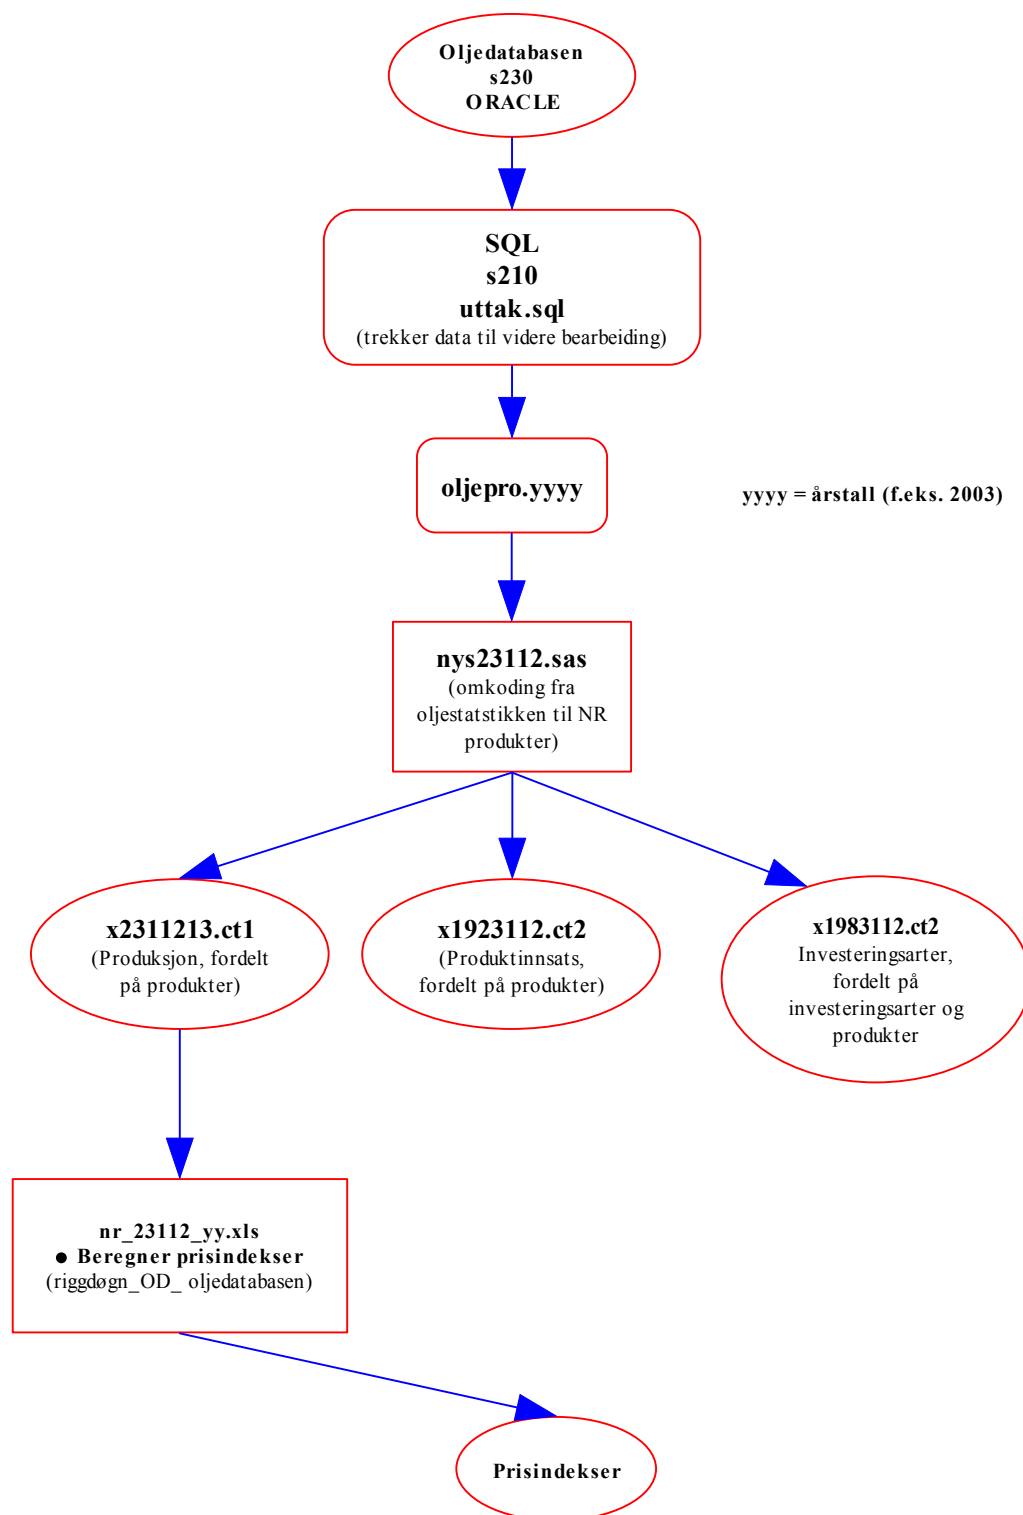 Oljedatabasen
s230
ORACLE
SQL
s210
uttak.sql
(trekker data til videre bearbeiding)
oljepro.yyyy
yyyy = årstall (f.eks. 2003)
nys23112.sas
(omkoding fra
oljestatstikken til NR
produkter)
x2311213.ct1
(Produksjon, fordelt
på produkter)
x1923112.ct2
(Produktinnsats,
fordelt på produkter)
x1983112.ct2
Investeringsarter,
fordelt på
investeringsarter og
produkter
nr_23112_yy.xls
● Beregner prisindekser
(riggdøgn_OD_ oljedatabasen)
Prisindekser